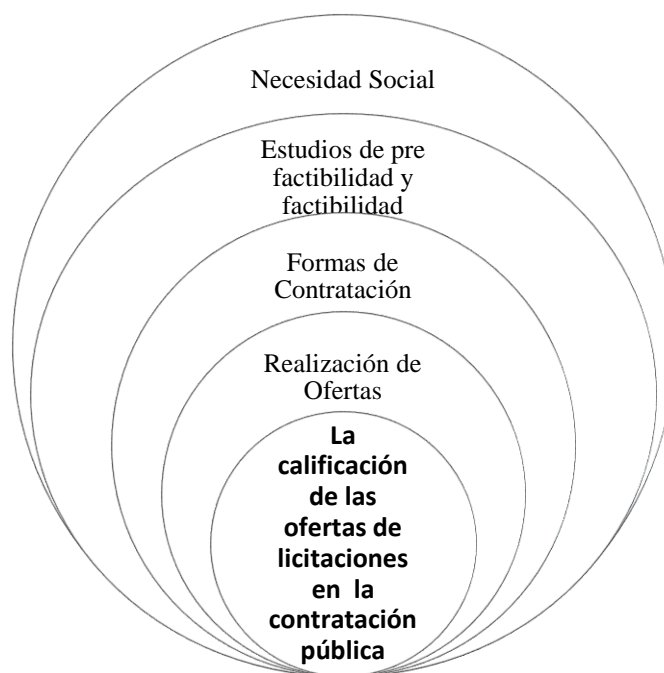 Necesidad Social
Estudios de pre
factibilidad y
factibilidad
Formas de
Contratación
Realización de
Ofertas
La
calificación
de las
ofertas de
licitaciones
en la
contratación
pública